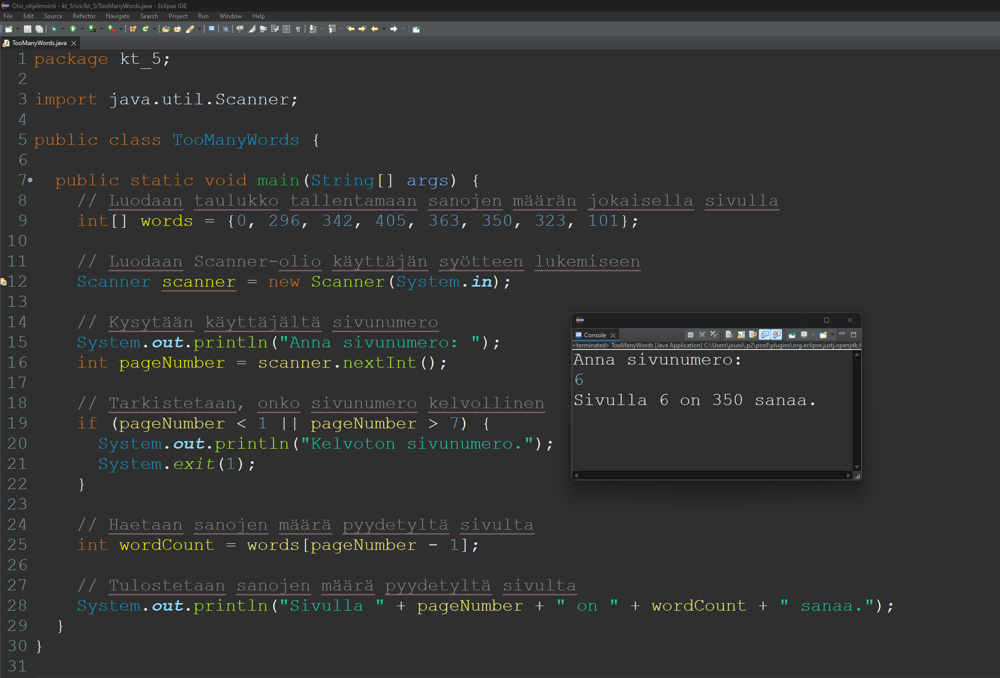 Olio_ohjelmointi - kt_5/src/kt_5/TooManyWords.java - Eclipse IDE
File Edit Source Refactor Navigate Search Project Run Window Help
TooManyWords.java
1 package kt_5;
2
3 import java.util.Scanner;
4
5 public class TooManyWords {
6
7 public static void main(String[] args) {
8 // Luodaan taulukko tallentamaan sanojen määrän jokaisella sivulla
9 int[] words = {0, 296, 342, 405, 363, 350, 323, 101};
10
11 // Luodaan Scanner-olio käyttäjän syötteen lukemiseen
12 Scanner scanner = new Scanner(System.in);
13
14 // Kysytään käyttäjältä sivunumero
15 System.out.println("Anna sivunumero: ");
16 int pageNumber = scanner.nextInt();
17
18 // Tarkistetaan, onko sivunumero kelvollinen
19 if (pageNumber < 1 || pageNumber > 7) {
20 System.out.println("Kelvoton sivunumero.");
21 System.exit(1);
22 }
23
24 // Haetaan sanojen määrä pyydetyltä sivulta
25 int wordCount = words[pageNumber - 1];
26
27 // Tulostetaan sanojen määrä pyydetyltä sivulta
28 System.out.println("Sivulla " + pageNumber + " on " + wordCount + " sanaa.");
29 }
30 }
31
Console
<terminated> TooManyWords [Java Application] C:\Users\jouni\.p2\pool\plugins\org.eclipse.justj.openjdk.h
Anna sivunumero:
6
Sivulla 6 on 350 sanaa.